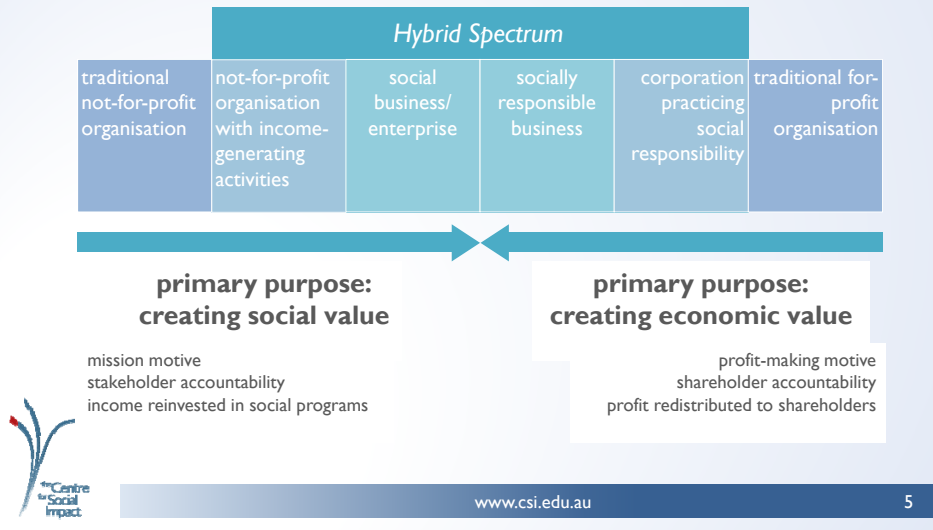 Hybrid Spectrum
traditional
not-for-profit
organisation
not-for-profit
organisation
with income-
generating
activities
social
business/
enterprise
socially
responsible
business
corporation
practicing
social
responsibility
traditional for-
profit
organisation
primary purpose:
creating social value
mission motive
stakeholder accountability
income reinvested in social programs
primary purpose:
creating economic value
profit-making motive
shareholder accountability
profit redistributed to shareholders
The Centre
for Social
Impact
www.csi.edu.au
5